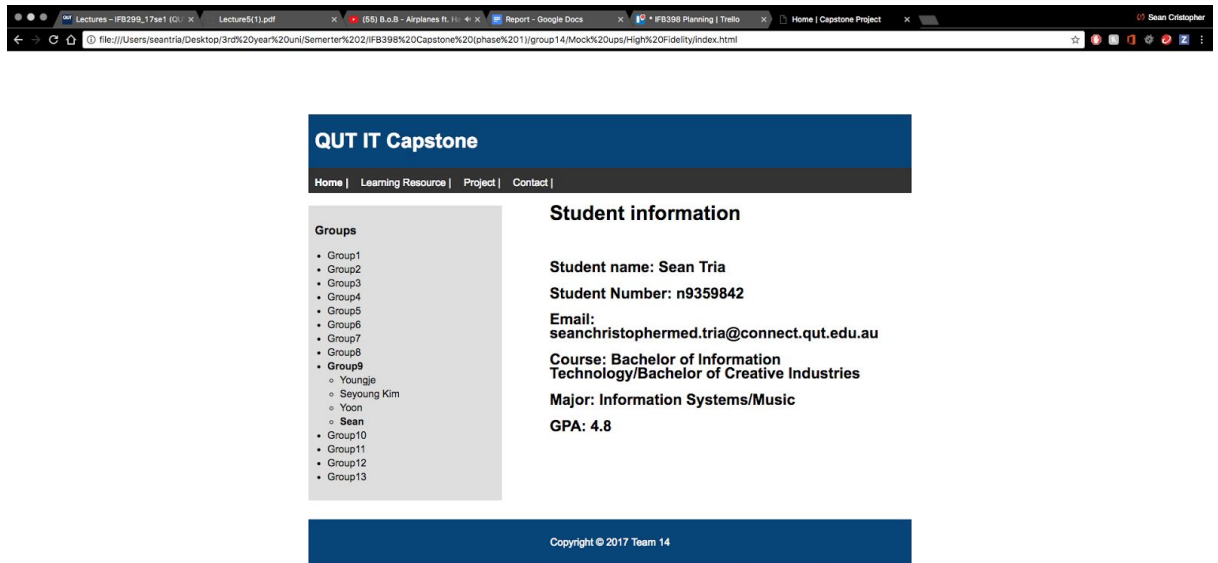 Lectures – IFB299_17se1 (QU
Lecture5(1).pdf
(55) B.o.B - Airplanes ft. Ha
Report - Google Docs
* IFB398 Planning | Trello
Home | Capstone Project
Sean Cristopher
file:///Users/seantria/Desktop/3rd%20year%20uni/Semerter%202/IFB398%20Capstone%20(phase%201)/group14/Mock%20ups/High%20Fidelity/index.html
QUT IT Capstone
Home | Learning Resource | Project | Contact |
Groups
Group1
Group2
Group3
Group4
Group5
Group6
Group7
Group8
Group9
Youngje
Seyoung Kim
Yoon
Sean
Group10
Group11
Group12
Group13
Student information
Student name: Sean Tria
Student Number: n9359842
Email:
seanchristophermed.tria@connect.qut.edu.au
Course: Bachelor of Information
Technology/Bachelor of Creative Industries
Major: Information Systems/Music
GPA: 4.8
Copyright © 2017 Team 14